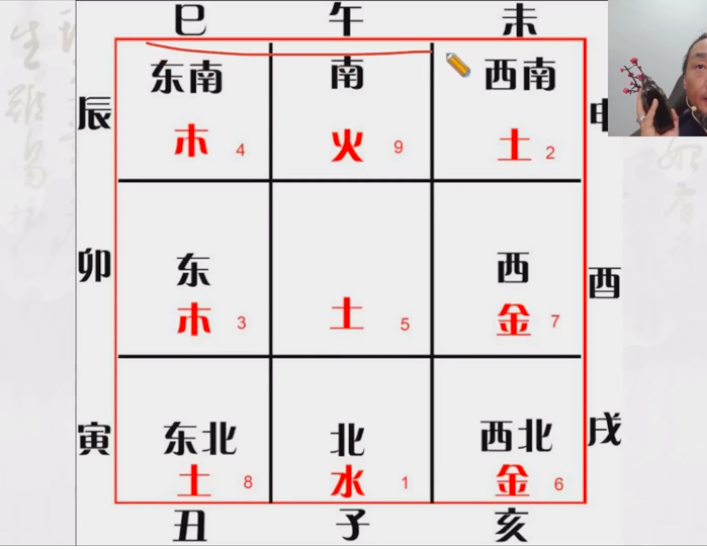 巳 午 未
辰 东南 南 西南
木 4 火 9 土 2
卯 东 西 酉
木 3 土 5 金 7
寅 东北 北 西北 戌
土 8 水 1 金 6
丑 子 亥